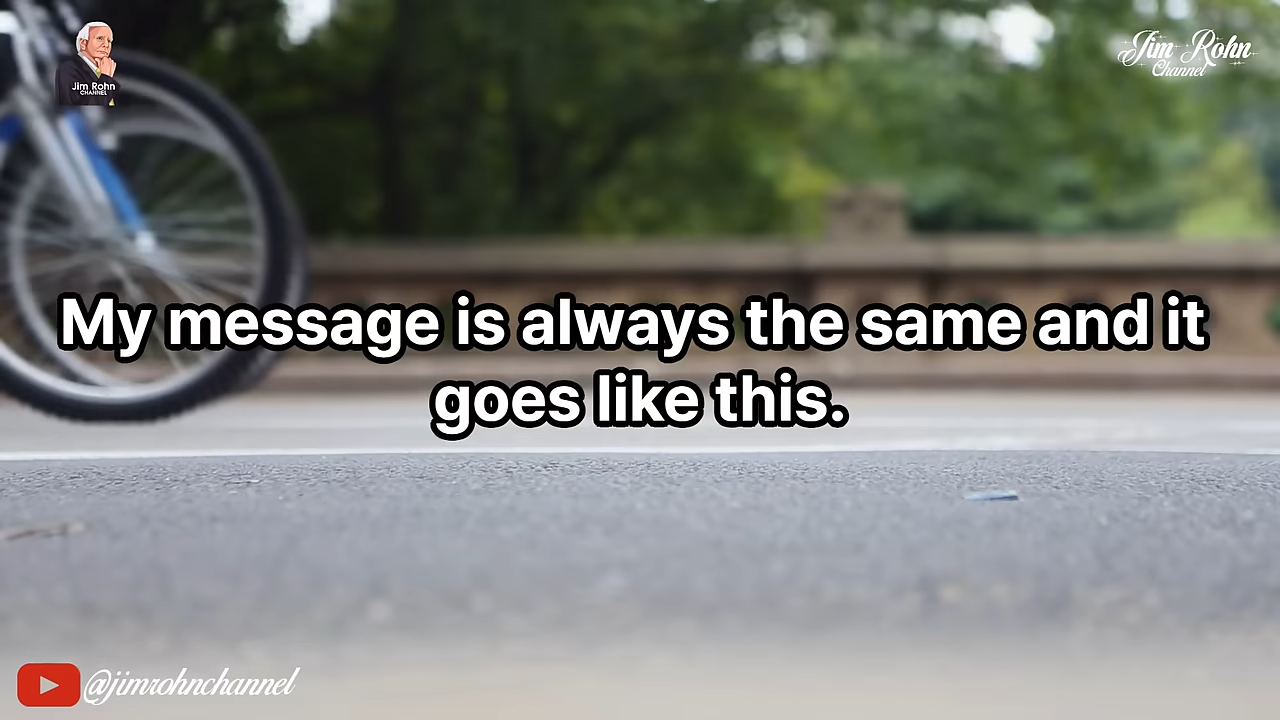 Jim Rohn
CHANNEL
Jim Rohn
Channel
My message is always the same and it
goes like this.
@jimrohnchannel